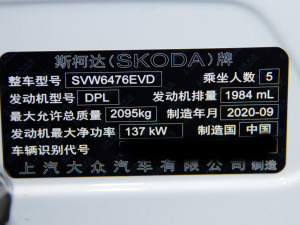 斯柯达(SKODA)牌
整车型号 SVW6476EVD 乘坐人数 5
发动机型号 DPL 发动机排量 1984 mL
最大允许总质量 2095kg 制造年月 2020-09
发动机最大净功率 137 kW 制造国 中国
车辆识别代号
上汽大众汽车有限公司 制造